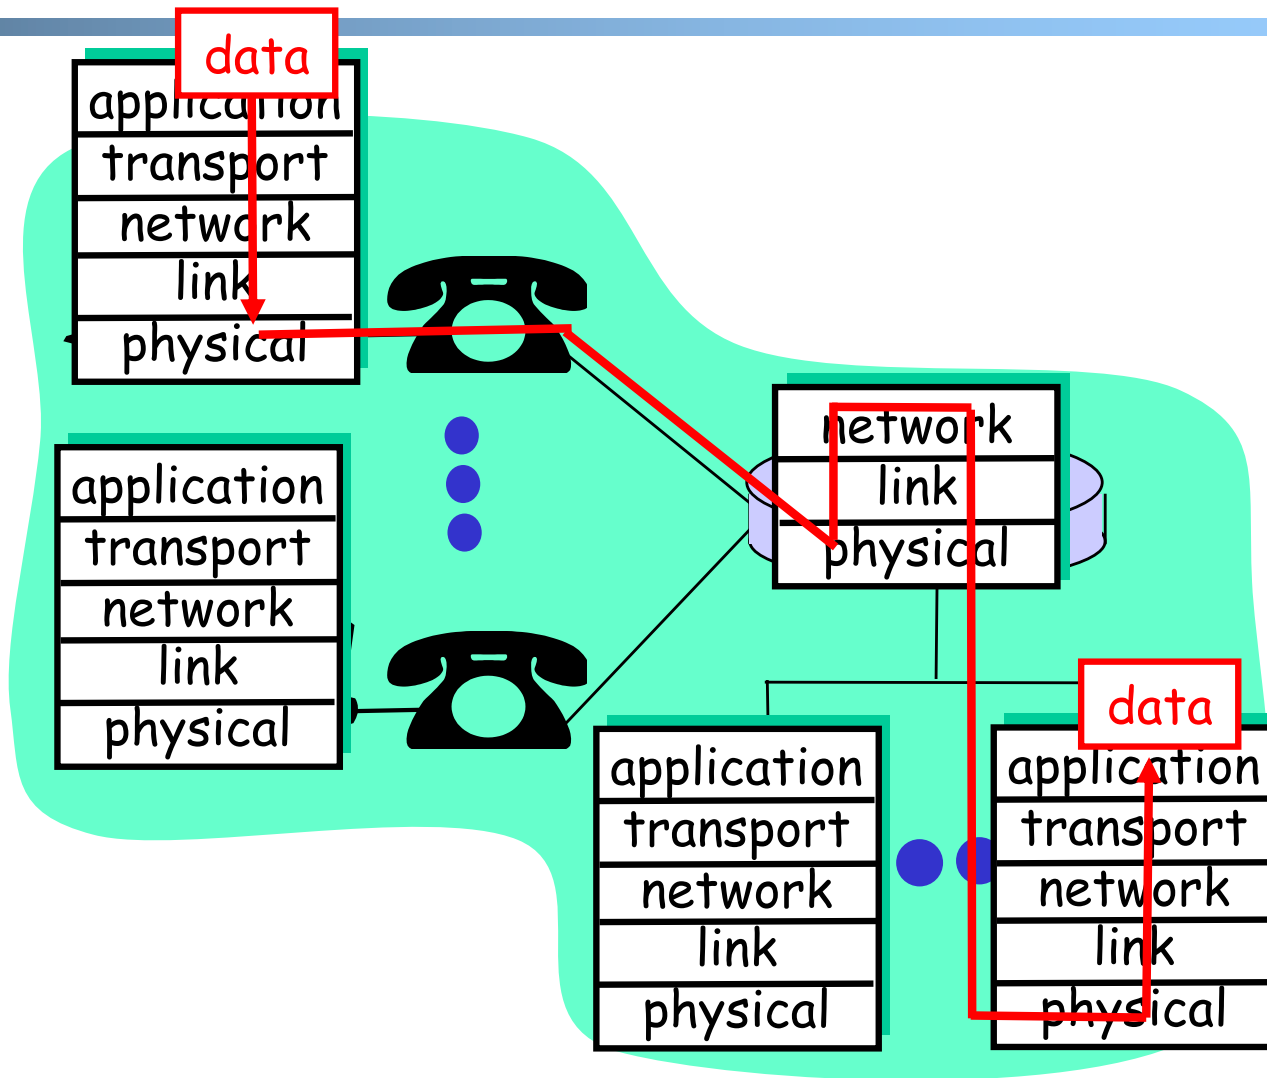 data
application
transport
network
link
physical
application
transport
network
link
physical
network
link
physical
application
transport
network
link
physical
data
application
transport
network
link
physical